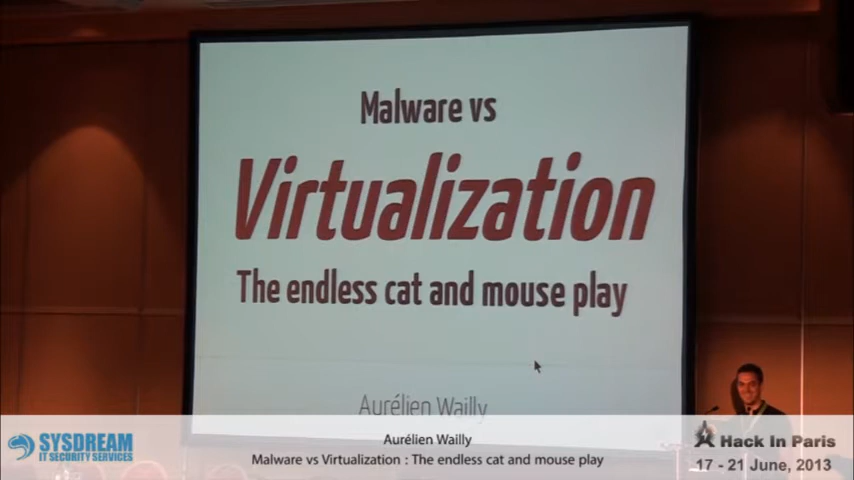 Malware vs
Virtualization
The endless cat and mouse play
Aurélien Wailly
SYSDREAM
IT SECURITY SERVICES
Aurélien Wailly
Malware vs Virtualization : The endless cat and mouse play
Hack In Paris
17 - 21 June, 2013